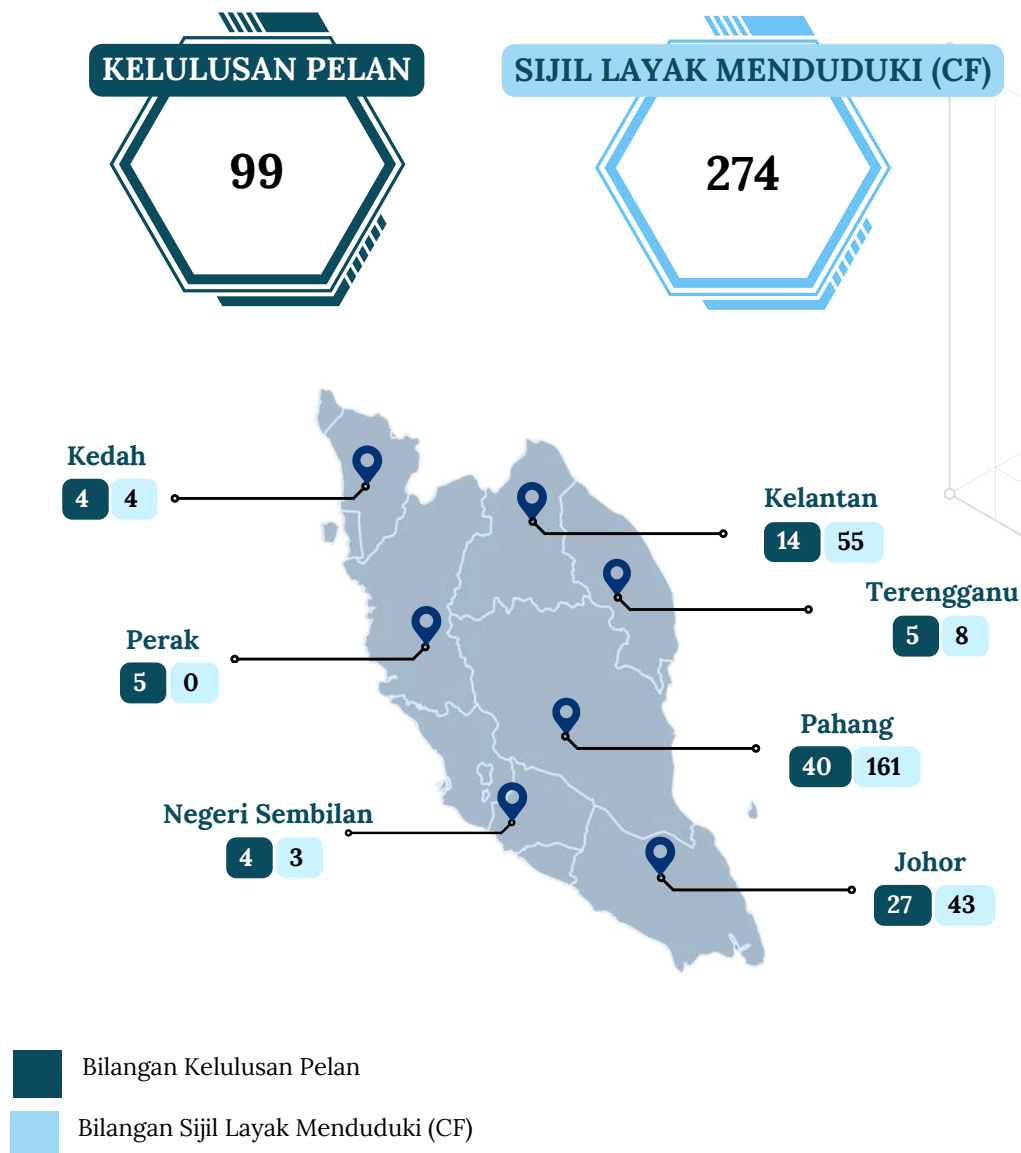 KELULUSAN PELAN
99
SIJIL LAYAK MENDUDUKI (CF)
274
Kedah
4 4
Kelantan
14 55
Terengganu
5 8
Perak
5 0
Pahang
40 161
Negeri Sembilan
4 3
Johor
27 43
Bilangan Kelulusan Pelan
Bilangan Sijil Layak Menduduki (CF)